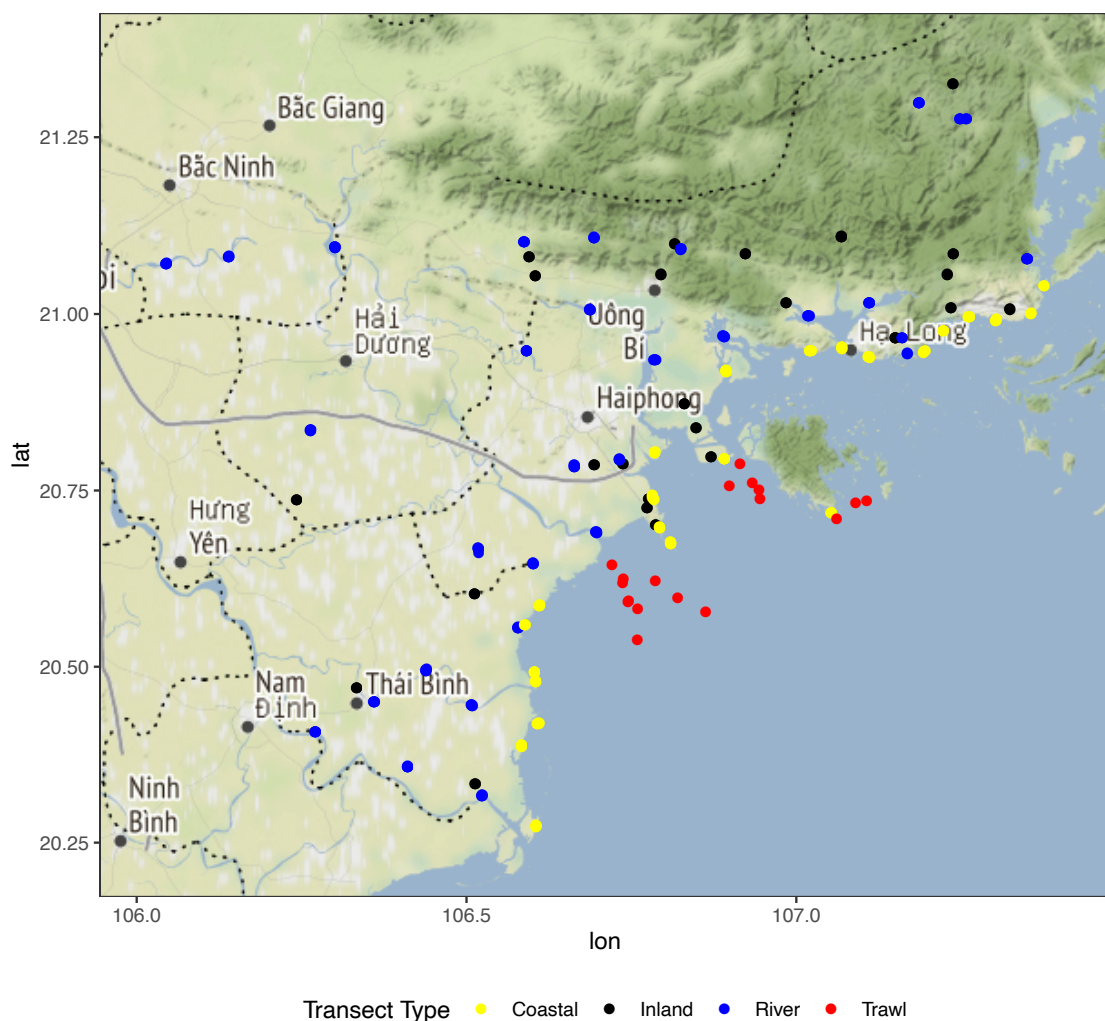 Bắc Giang
Bắc Ninh
21.25
21.00
20.75
20.50
20.25
lat
Hải
Dương
Uông
Bí
Hạ Long
Haiphong
Hưng
Yên
Thái Bình
Nam
Định
Ninh
Bình
106.0
106.5
107.0
lon
Transect Type
Coastal
Inland
River
Trawl